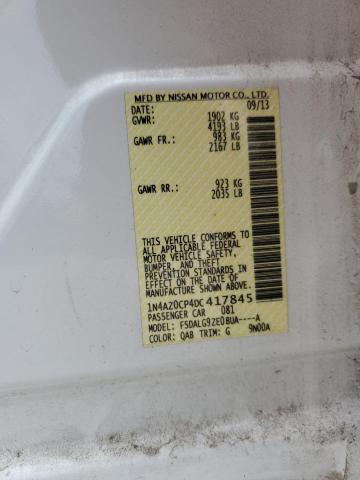 MFD BY NISSAN MOTOR CO., LTD.
DATE: 09/13
GVWR: 1902 KG
4193 LB
GAWR FR.: 983 KG
2167 LB
GAWR RR.: 923 KG
2035 LB
THIS VEHICLE CONFORMS
TO ALL APPLICABLE FEDERAL
MOTOR VEHICLE SAFETY,
BUMPER, AND THEFT
PREVENTION STANDARDS IN
EFFECT ON THE DATE OF
MANUFACTURE SHOWN ABOVE.
1N4AZ0CP4DC417845
PASSENGER CAR 081
MODEL: FSDALG9ZE0BUA----A
COLOR: QAB TRIM: G 9N00A